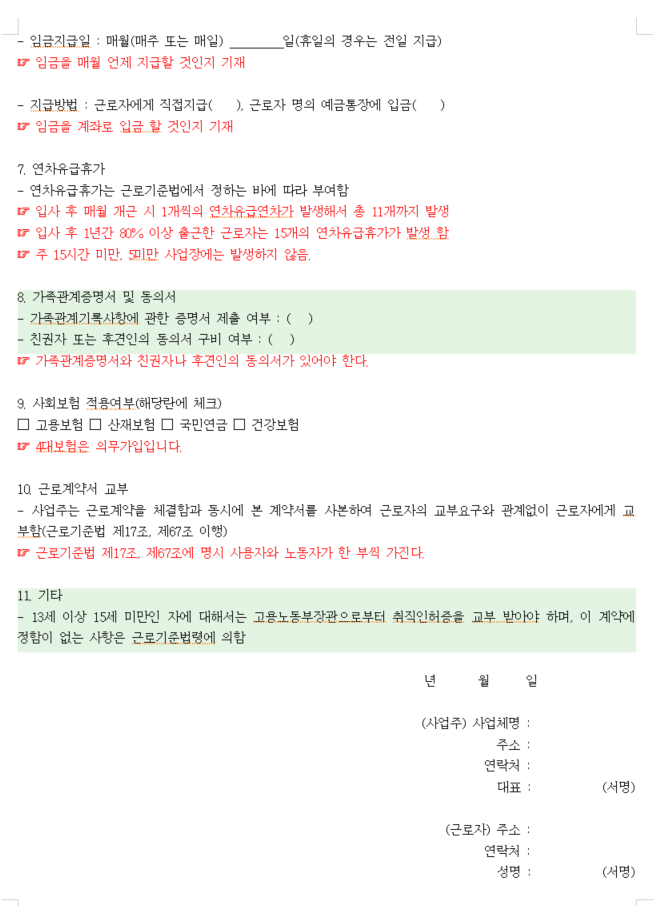 - 임금지급일 : 매월(매주 또는 매일) ________일(휴일의 경우는 전일 지급)
☞ 임금을 매월 언제 지급할 것인지 기재
- 지급방법 : 근로자에게 직접지급(    ), 근로자 명의 예금통장에 입금(    )
☞ 임금을 계좌로 입금 할 것인지 기재
7. 연차유급휴가
- 연차유급휴가는 근로기준법에서 정하는 바에 따라 부여함
☞ 입사 후 매월 개근 시 1개씩의 연차유급연차가 발생해서 총 11개까지 발생
☞ 입사 후 1년간 80% 이상 출근한 근로자는 15개의 연차유급휴가가 발생 함
☞ 주 15시간 미만, 5미만 사업장에는 발생하지 않음.
8. 가족관계증명서 및 동의서
- 가족관계기록사항에 관한 증명서 제출 여부 : (    )
- 친권자 또는 후견인의 동의서 구비 여부 : (    )
☞ 가족관계증명서와 친권자나 후견인의 동의서가 있어야 한다.
9. 사회보험 적용여부(해당란에 체크)
□ 고용보험 □ 산재보험 □ 국민연금 □ 건강보험
☞ 4대보험은 의무가입입니다.
10. 근로계약서 교부
- 사업주는 근로계약을 체결함과 동시에 본 계약서를 사본하여 근로자의 교부요구와 관계없이 근로자에게 교
부함(근로기준법 제17조, 제67조 이행)
☞ 근로기준법 제17조, 제67조에 명시 사용자와 노동자가 한 부씩 가진다.
11. 기타
- 13세 이상 15세 미만인 자에 대해서는 고용노동부장관으로부터 취직인허증을 교부 받아야 하며, 이 계약에
정함이 없는 사항은 근로기준법령에 의함
년 월 일
(사업주) 사업체명 :
주소 :
연락처 :
대표 : (서명)
(근로자) 주소 :
연락처 :
성명 : (서명)